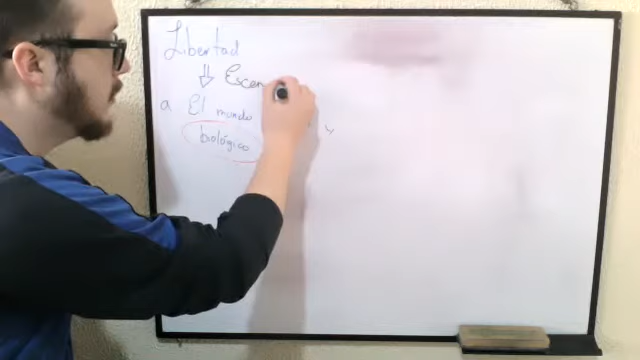 Libertad
⇓ Escen
a El mundo
biológico
y